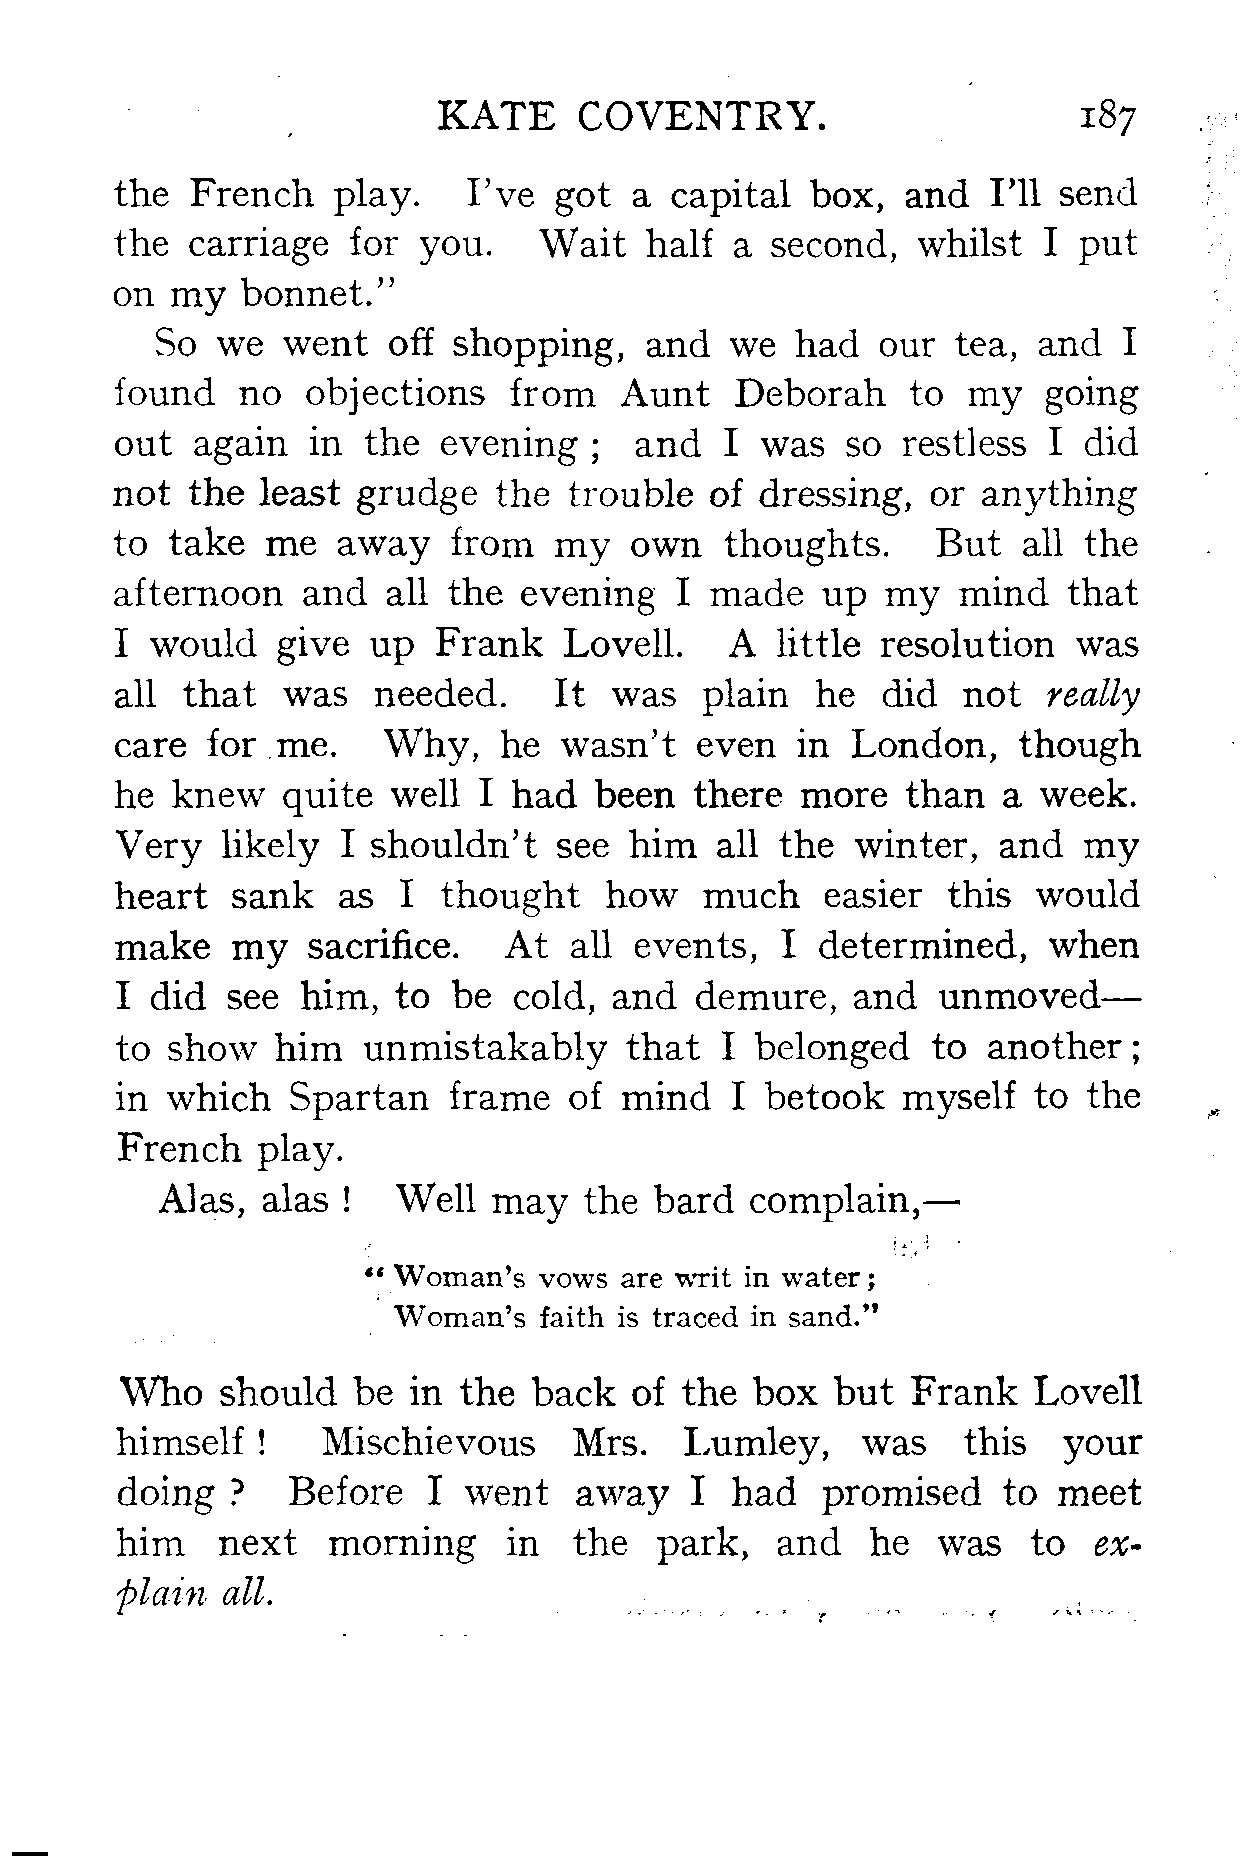 KATE COVENTRY. 187
the French play. I've got a capital box, and I'll send
the carriage for you. Wait half a second, whilst I put
on my bonnet."
So we went off shopping, and we had our tea, and I
found no objections from Aunt Deborah to my going
out again in the evening ; and I was so restless I did
not the least grudge the trouble of dressing, or anything
to take me away from my own thoughts. But all the
afternoon and all the evening I made up my mind that
I would give up Frank Lovell. A little resolution was
all that was needed. It was plain he did not really
care for me. Why, he wasn't even in London, though
he knew quite well I had been there more than a week.
Very likely I shouldn't see him all the winter, and my
heart sank as I thought how much easier this would
make my sacrifice. At all events, I determined, when
I did see him, to be cold, and demure, and unmoved—
to show him unmistakably that I belonged to another ;
in which Spartan frame of mind I betook myself to the
French play.
Alas, alas ! Well may the bard complain,—
" Woman's vows are writ in water ;
Woman's faith is traced in sand."
Who should be in the back of the box but Frank Lovell
himself ! Mischievous Mrs. Lumley, was this your
doing ? Before I went away I had promised to meet
him next morning in the park, and he was to ex-
plain all.